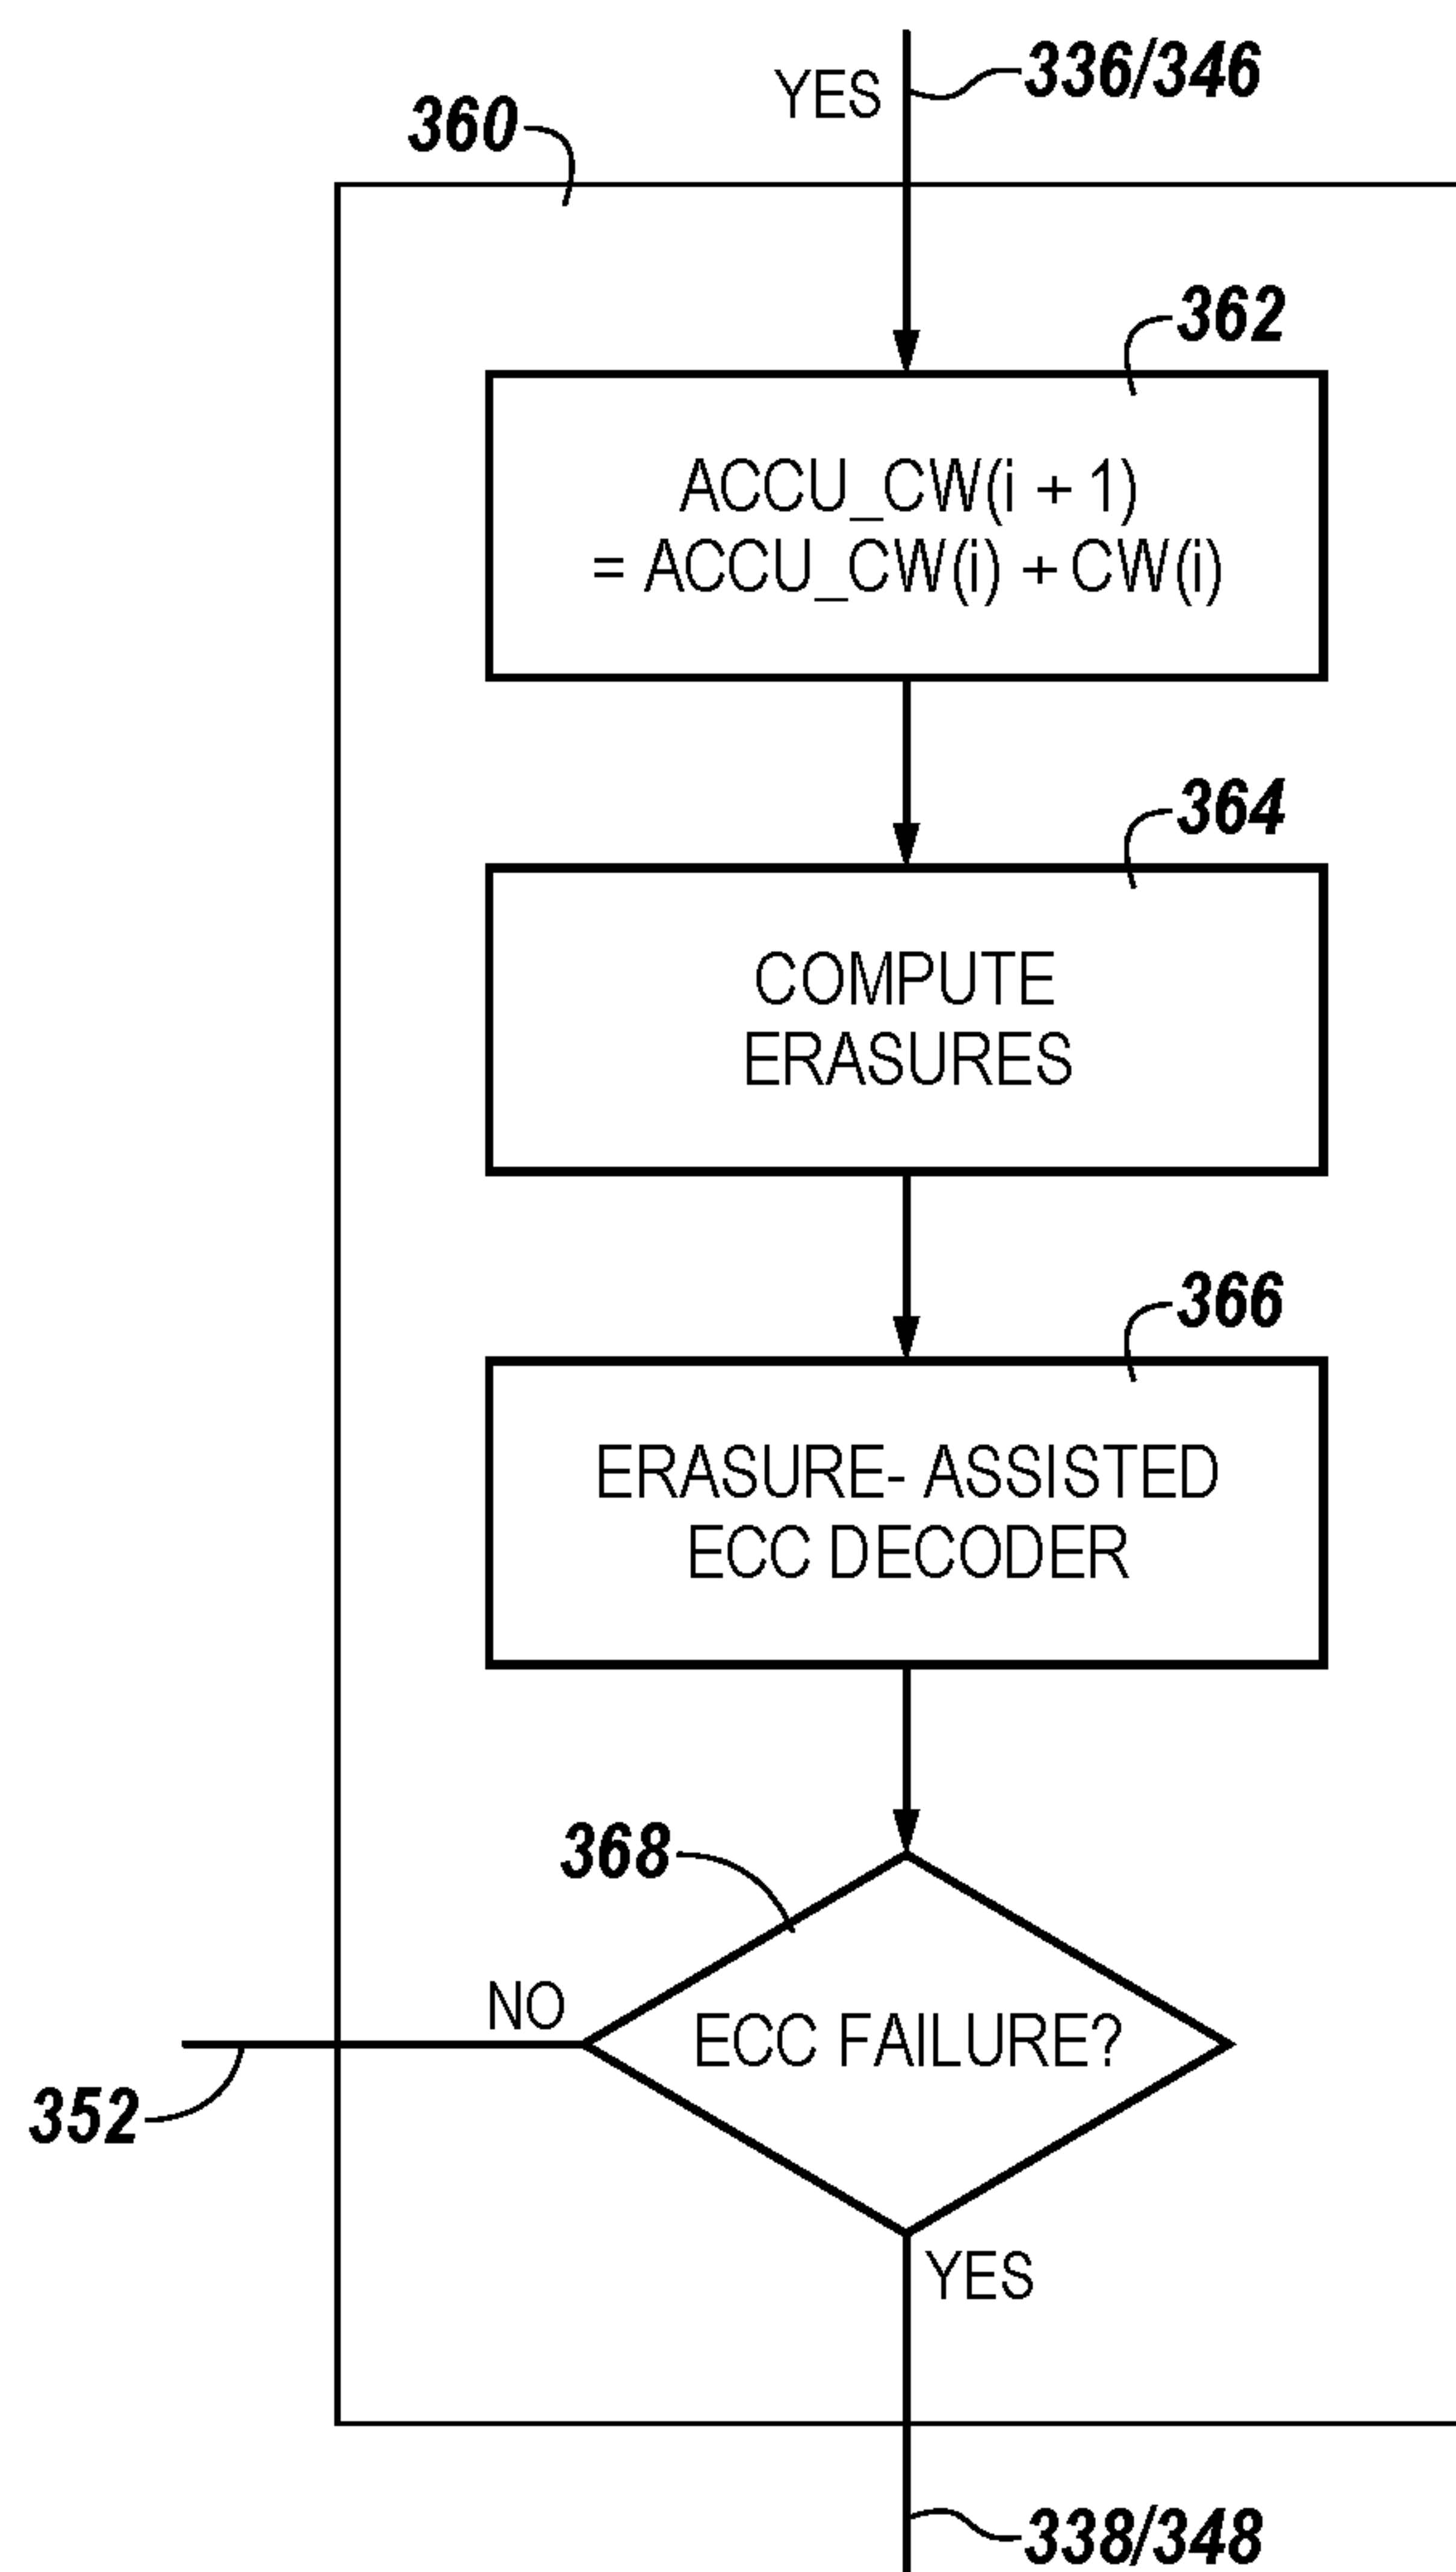 YES
336/346
360
362
ACCU_CW(i + 1)
= ACCU_CW(i) + CW(i)
364
COMPUTE
ERASURES
366
ERASURE- ASSISTED
ECC DECODER
368
NO
ECC FAILURE?
352
YES
338/348